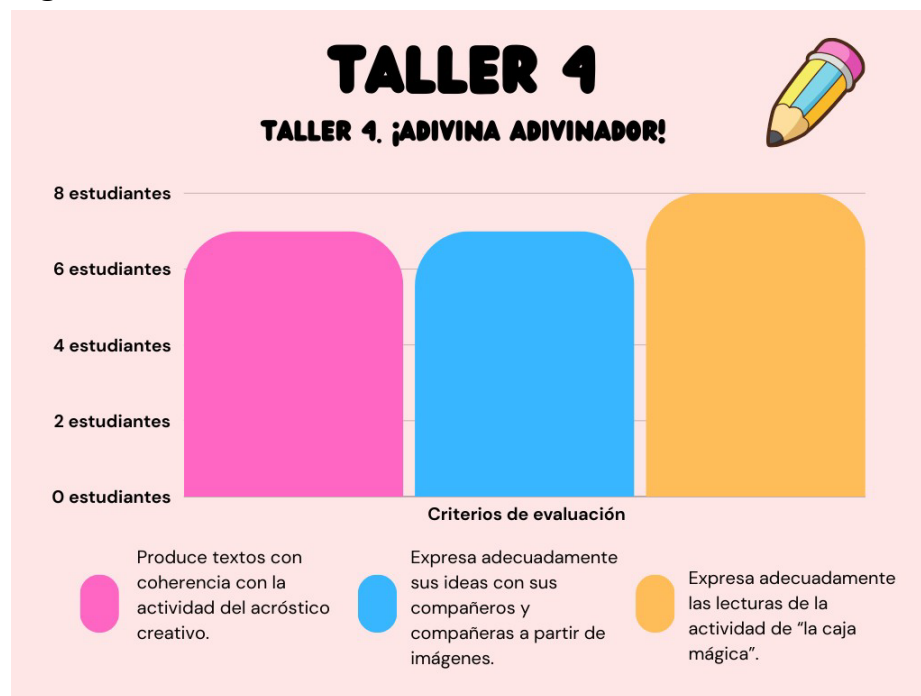 TALLER 4
TALLER 4. ¡ADIVINA ADIVINADOR!
8 estudiantes
6 estudiantes
4 estudiantes
2 estudiantes
0 estudiantes
Criterios de evaluación
Produce textos con
coherencia con la
actividad del acróstico
creativo.
Expresa adecuadamente
sus ideas con sus
compañeros y
compañeras a partir de
imágenes.
Expresa adecuadamente
las lecturas de la
actividad de “la caja
mágica”.